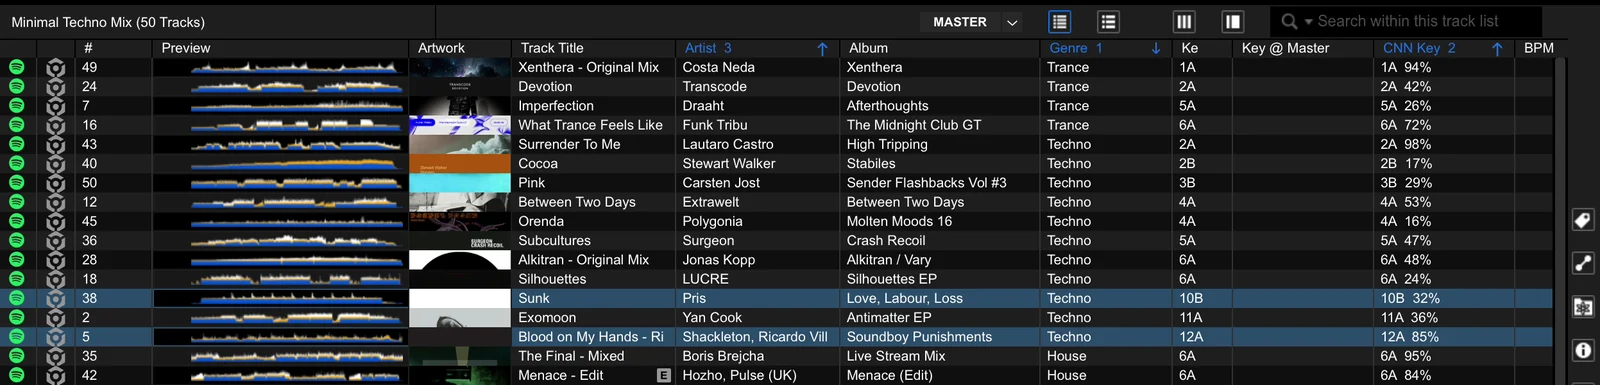 Minimal Techno Mix (50 Tracks) MASTER Search within this track list
# Preview Artwork Track Title Artist 3 Album Genre 1 Ke Key @ Master CNN Key 2 BPM
49 Xenthera - Original Mix Costa Neda Xenthera Trance 1A 1A 94%
24 TRANSCODE DEVOTION Devotion Transcode Devotion Trance 2A 2A 42%
7 Imperfection Draaht Afterthoughts Trance 5A 5A 26%
16 What Trance Feels Like Funk Tribu The Midnight Club GT Trance 6A 6A 72%
43 Surrender To Me Lautaro Castro High Tripping Techno 2A 2A 98%
40 Cocoa Stewart Walker Stabiles Techno 2B 2B 17%
50 Pink Carsten Jost Sender Flashbacks Vol #3 Techno 3B 3B 29%
12 Between Two Days Extrawelt Between Two Days Techno 4A 4A 53%
45 Orenda Polygonia Molten Moods 16 Techno 4A 4A 16%
36 SURGEON CRASH RECOIL Subcultures Surgeon Crash Recoil Techno 5A 5A 47%
28 Alkitran - Original Mix Jonas Kopp Alkitran / Vary Techno 6A 6A 48%
18 Silhouettes LUCRE Silhouettes EP Techno 6A 6A 24%
38 Sunk Pris Love, Labour, Loss Techno 10B 10B 32%
2 Exomoon Yan Cook Antimatter EP Techno 11A 11A 36%
5 Blood on My Hands - Ri Shackleton, Ricardo Vill Soundboy Punishments Techno 12A 12A 85%
35 The Final - Mixed Boris Brejcha Live Stream Mix House 6A 6A 95%
42 Menace - Edit E Hozho, Pulse (UK) Menace (Edit) House 6A 6A 84%